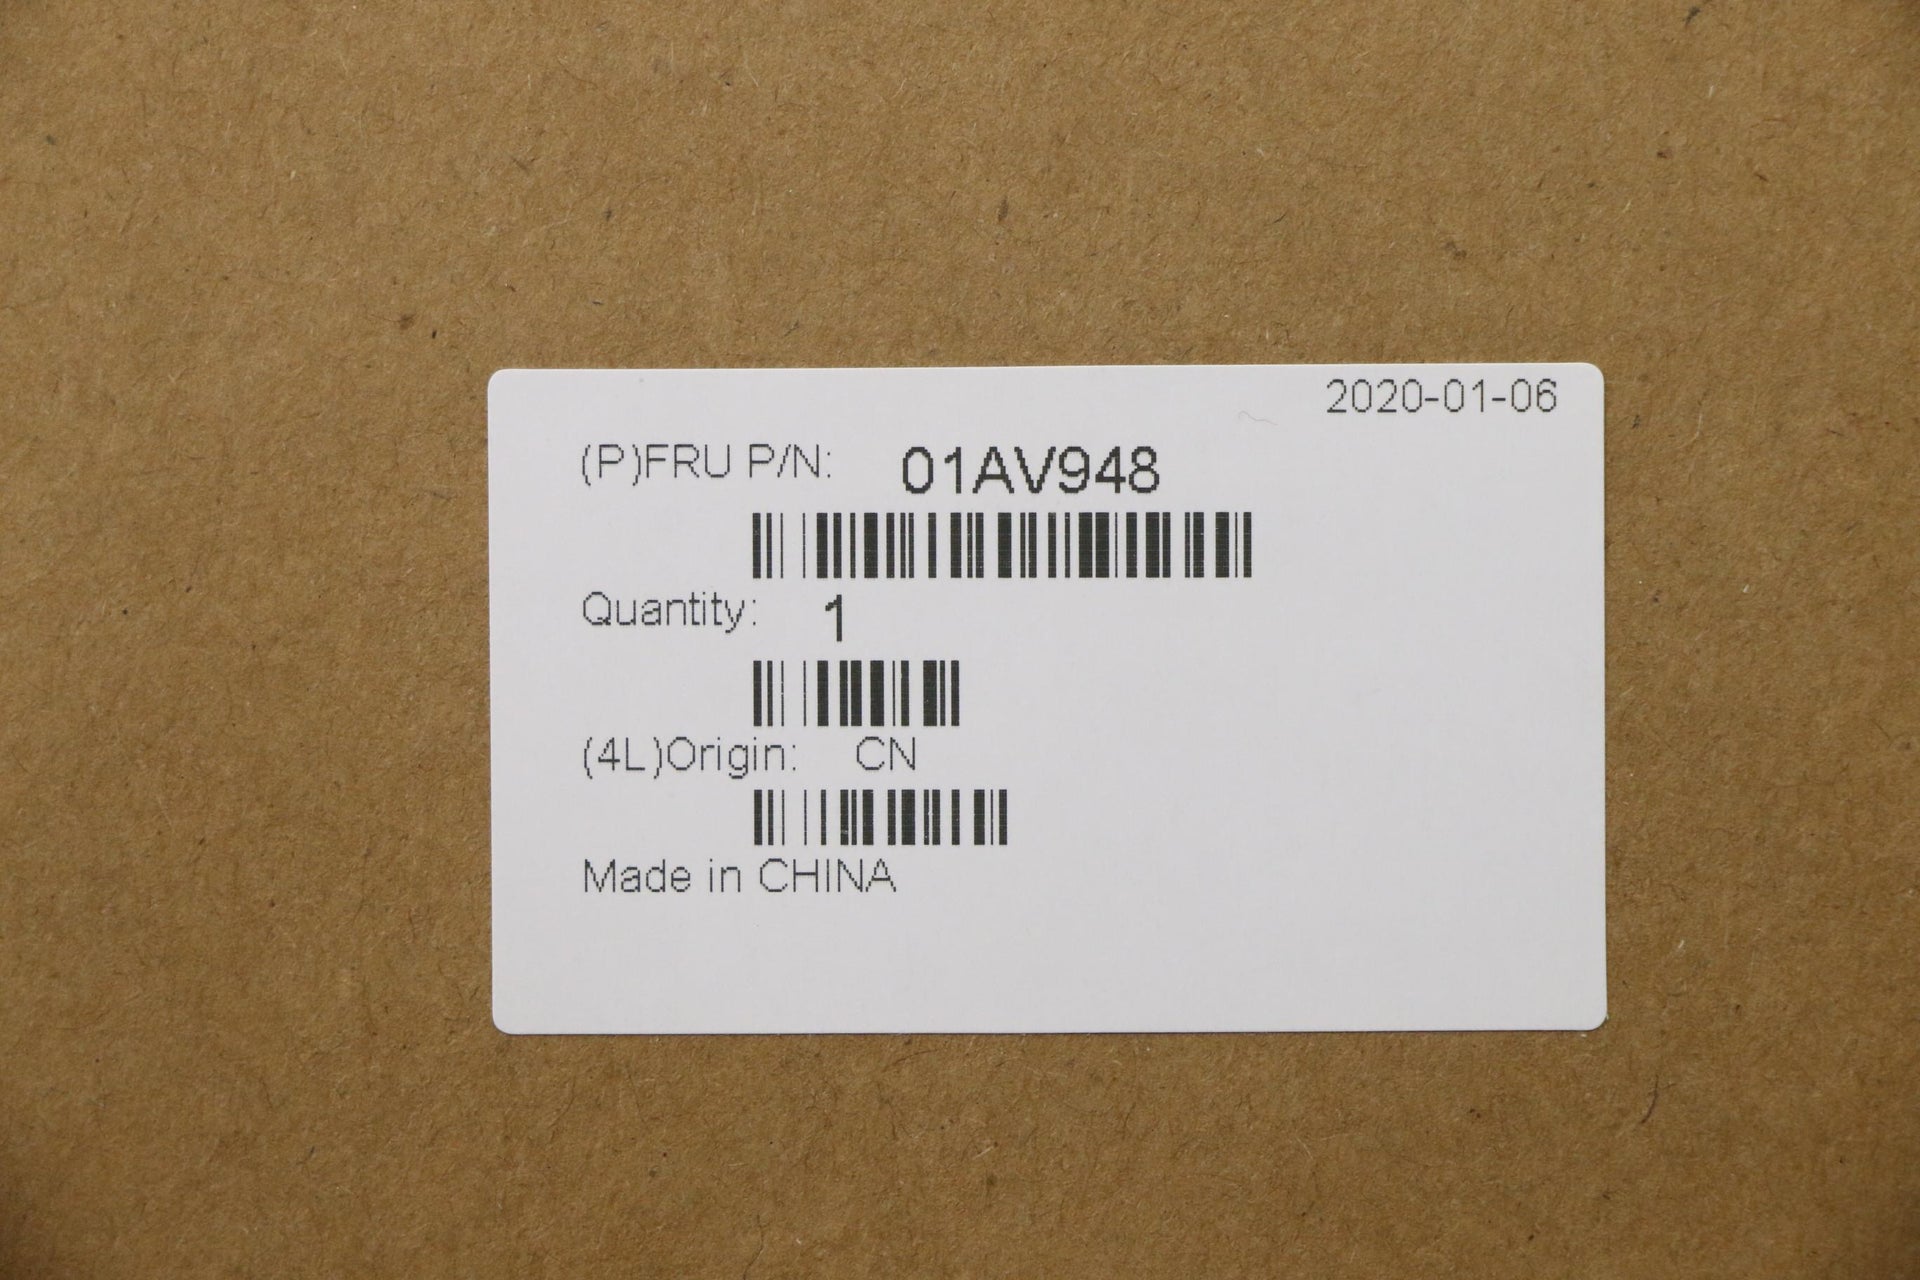 2020-01-06
(P)FRU P/N: 01AV948
Quantity: 1
(4L)Origin: CN
Made in CHINA